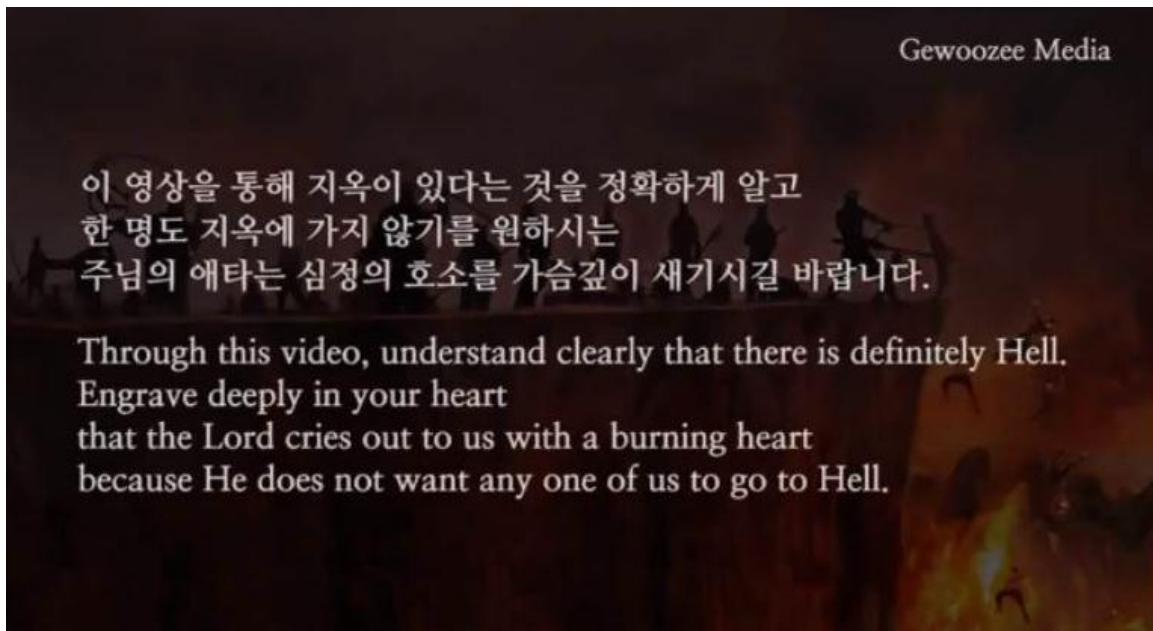 Gewoozee Media
이 영상을 통해 지옥이 있다는 것을 정확하게 알고
한 명도 지옥에 가지 않기를 원하시는
주님의 애타는 심정의 호소를 가슴깊이 새기시길 바랍니다.
Through this video, understand clearly that there is definitely Hell.
Engrave deeply in your heart
that the Lord cries out to us with a burning heart
because He does not want any one of us to go to Hell.